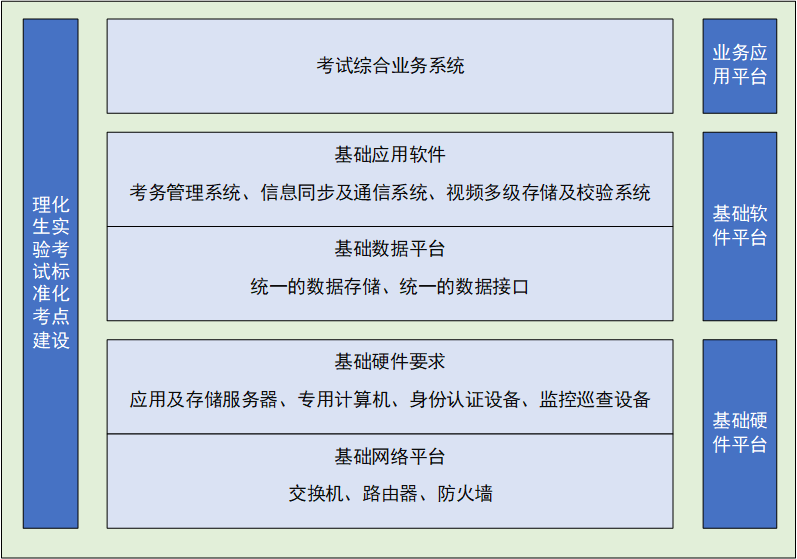 理化
生实
验考
试标
准化
考点
建设
考试综合业务系统
业务应
用平台
基础应用软件
考务管理系统、信息同步及通信系统、视频多级存储及校验系统
基础数据平台
统一的数据存储、统一的数据接口
基础软
件平台
基础硬件要求
应用及存储服务器、专用计算机、身份认证设备、监控巡查设备
基础网络平台
交换机、路由器、防火墙
基础硬
件平台